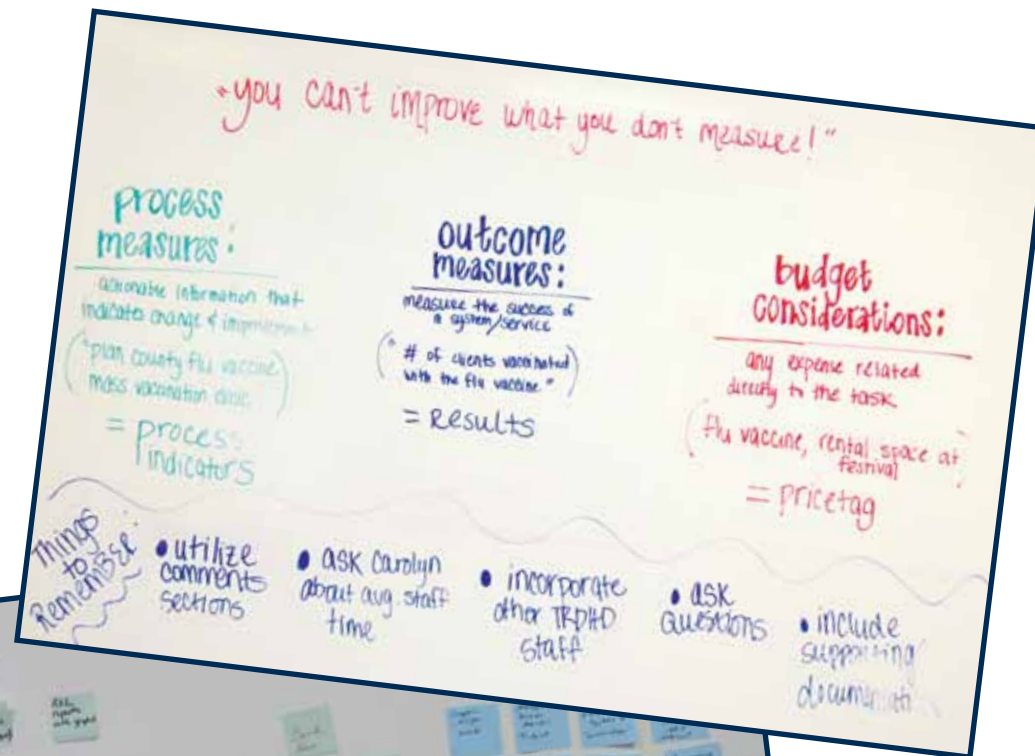 "you can't improve what you don't measure!"
process
measures:
actionable information that
indicates change & improvement
("plan county flu vaccine
mass vaccination clinic)
= process
indicators
outcome
measures:
measure the success of
a system/service
("# of clients vaccinated
with the flu vaccine")
= Results
budget
considerations:
any expense related
directly to the task
(flu vaccine, rental space at
festival)
= pricetag
Things
to
Remember:
• utilize
comments
sections
• ask Carolyn
about avg. staff
time
• incorporate
other TRDHD
staff
• ask
questions
• include
supporting
documentation